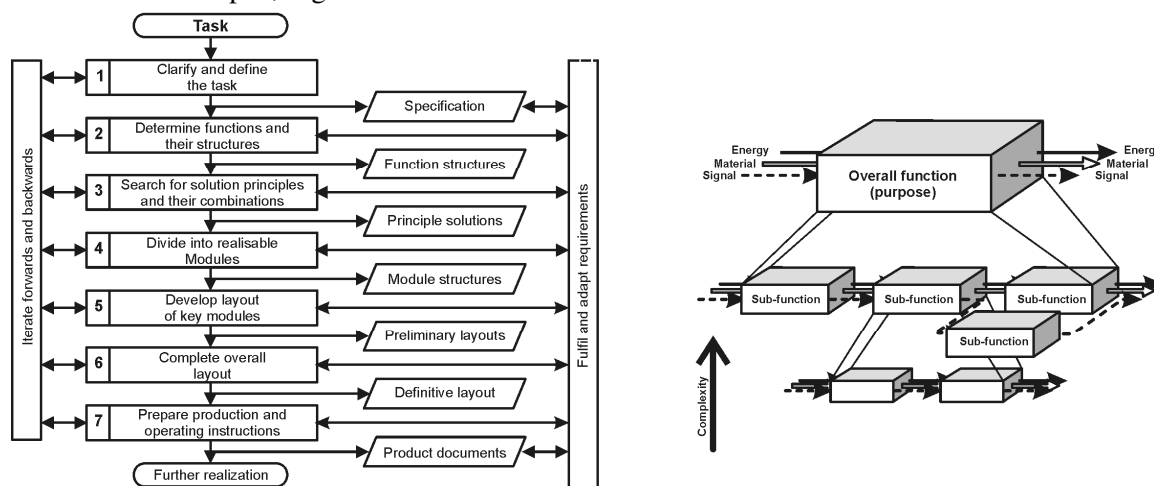 Task
1
Clarify and define
the task
Specification
2
Determine functions and
their structures
Function structures
3
Search for solution principles
and their combinations
Principle solutions
4
Divide into realisable
Modules
Module structures
5
Develop layout
of key modules
Preliminary layouts
6
Complete overall
layout
Definitive layout
7
Prepare production and
operating instructions
Product documents
Further realization
Iterate forwards and backwards
Fulfil and adapt requirements
Energy
Material
Signal
Overall function
(purpose)
Energ
Material
Signal
Sub-function
Sub-function
Sub-function
Sub-function
Complexity